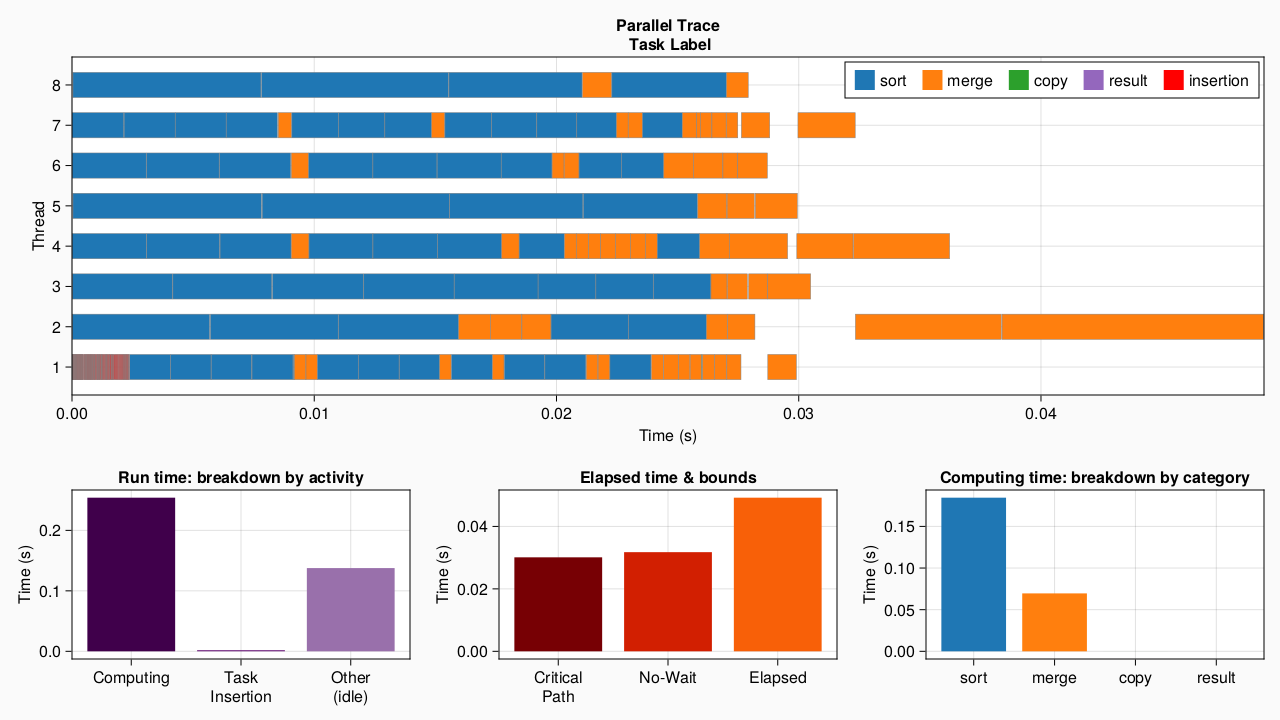 Parallel Trace
Task Label
sort merge copy result insertion
8
7
6
5
4
3
2
1
Thread
0.00 0.01 0.02 0.03 0.04
Time (s)
Run time: breakdown by activity
0.2
0.1
0.0
Time (s)
Computing
Task
Insertion
Other
(idle)
Elapsed time & bounds
0.04
0.02
0.00
Time (s)
Critical
Path
No-Wait
Elapsed
Computing time: breakdown by category
0.15
0.10
0.05
0.00
Time (s)
sort merge copy result